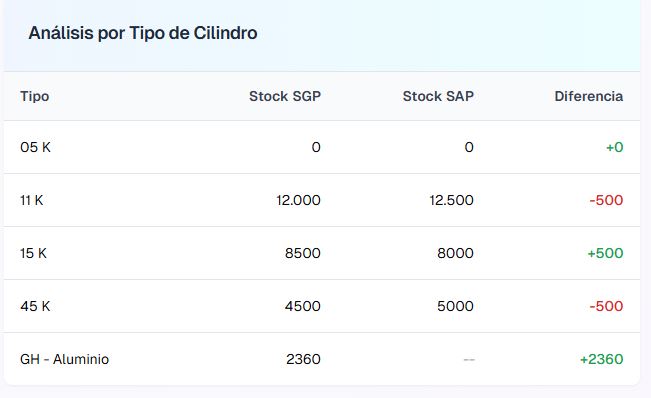 Análisis por Tipo de Cilindro
Tipo Stock SGP Stock SAP Diferencia
05 K 0 0 +0
11 K 12.000 12.500 -500
15 K 8500 8000 +500
45 K 4500 5000 -500
GH - Aluminio 2360 -- +2360